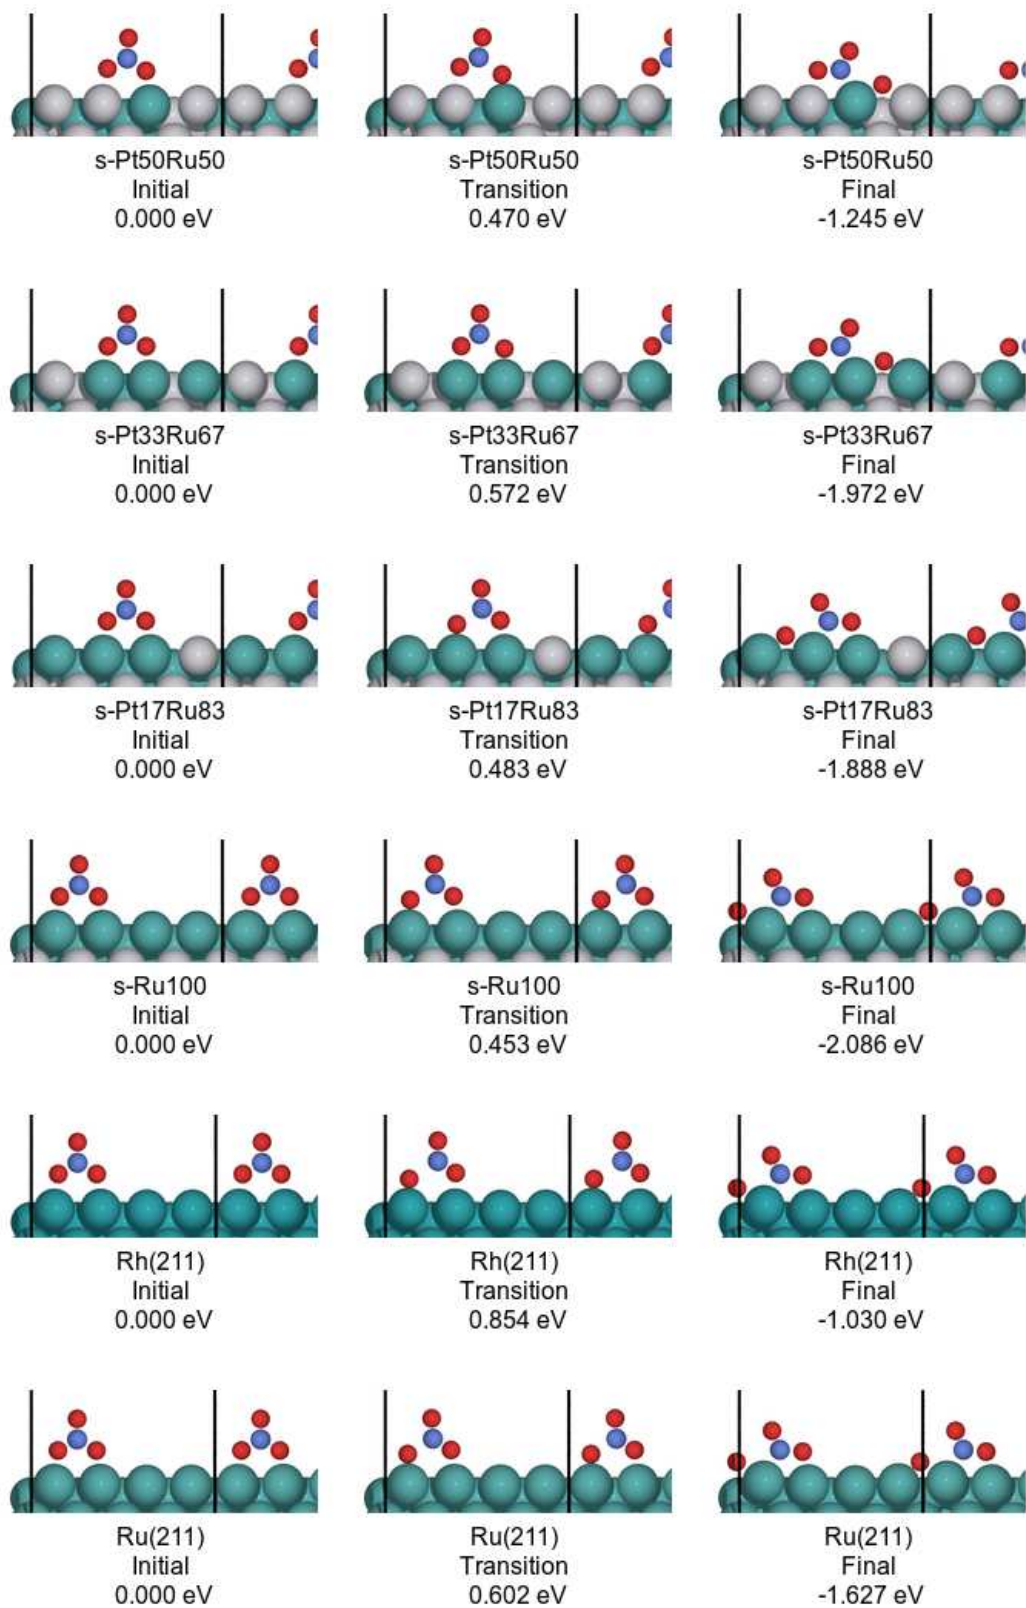 s-Pt50Ru50
Initial
0.000 eV
s-Pt50Ru50
Transition
0.470 eV
s-Pt50Ru50
Final
-1.245 eV
s-Pt33Ru67
Initial
0.000 eV
s-Pt33Ru67
Transition
0.572 eV
s-Pt33Ru67
Final
-1.972 eV
s-Pt17Ru83
Initial
0.000 eV
s-Pt17Ru83
Transition
0.483 eV
s-Pt17Ru83
Final
-1.888 eV
s-Ru100
Initial
0.000 eV
s-Ru100
Transition
0.453 eV
s-Ru100
Final
-2.086 eV
Rh(211)
Initial
0.000 eV
Rh(211)
Transition
0.854 eV
Rh(211)
Final
-1.030 eV
Ru(211)
Initial
0.000 eV
Ru(211)
Transition
0.602 eV
Ru(211)
Final
-1.627 eV